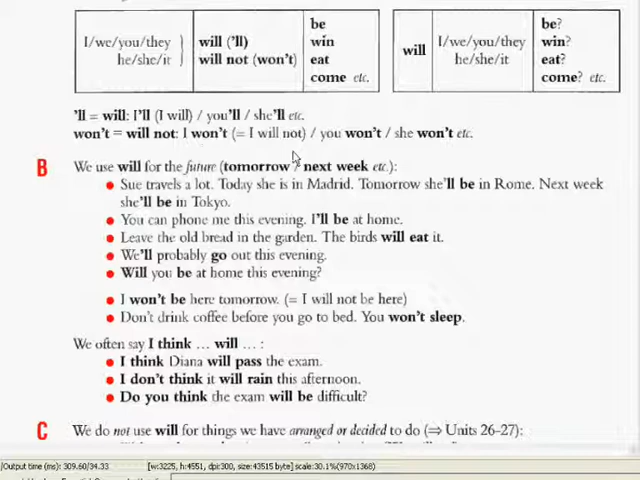 I/we/you/they
he/she/it
will ('ll)
will not (won't)
be
win
eat
come etc.
will
I/we/you/they
he/she/it
be?
win?
eat?
come? etc.
'll = will: I'll (I will) / you'll / she'll etc.
won't = will not: I won't (= I will not) / you won't / she won't etc.
B We use will for the future (tomorrow / next week etc.):
• Sue travels a lot. Today she is in Madrid. Tomorrow she'll be in Rome. Next week
she'll be in Tokyo.
• You can phone me this evening. I'll be at home.
• Leave the old bread in the garden. The birds will eat it.
• We'll probably go out this evening.
• Will you be at home this evening?
• I won't be here tomorrow. (= I will not be here)
• Don't drink coffee before you go to bed. You won't sleep.
We often say I think ... will ... :
• I think Diana will pass the exam.
• I don't think it will rain this afternoon.
• Do you think the exam will be difficult?
C We do not use will for things we have arranged or decided to do (⇒ Units 26-27):
/Output time (ms): 309.60/34.33 [w:3225, h:4551, dpi:300, size:43515 byte] scale:30.1%(970x1368)